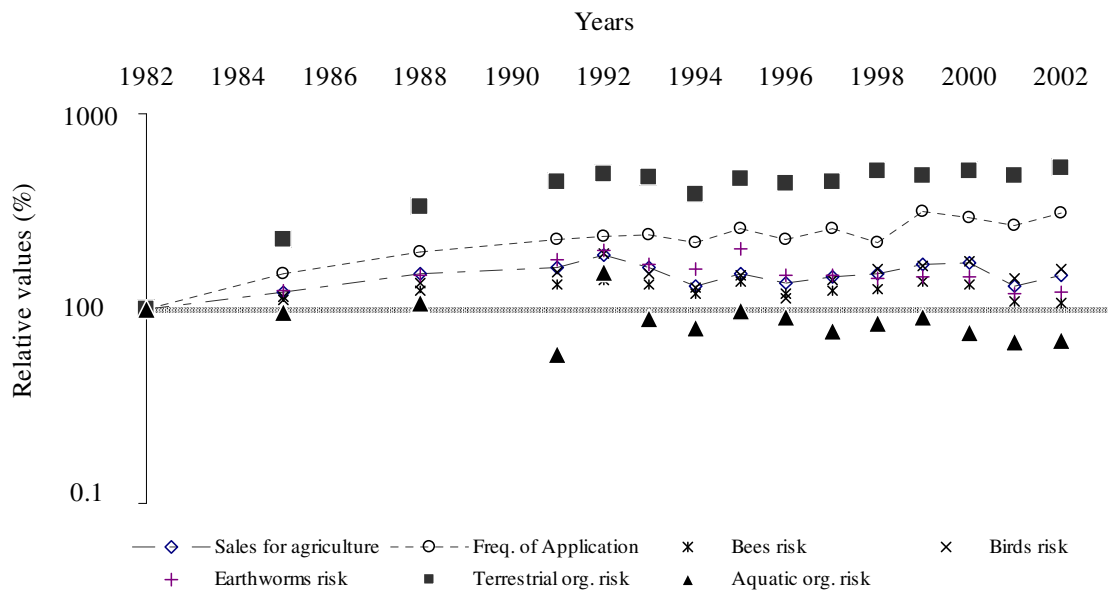 Years
1982 1984 1986 1988 1990 1992 1994 1996 1998 2000 2002
1000
100
0.1
Relative values (%)
Sales for agriculture Freq. of Application Bees risk Birds risk
Earthworms risk Terrestrial org. risk Aquatic org. risk